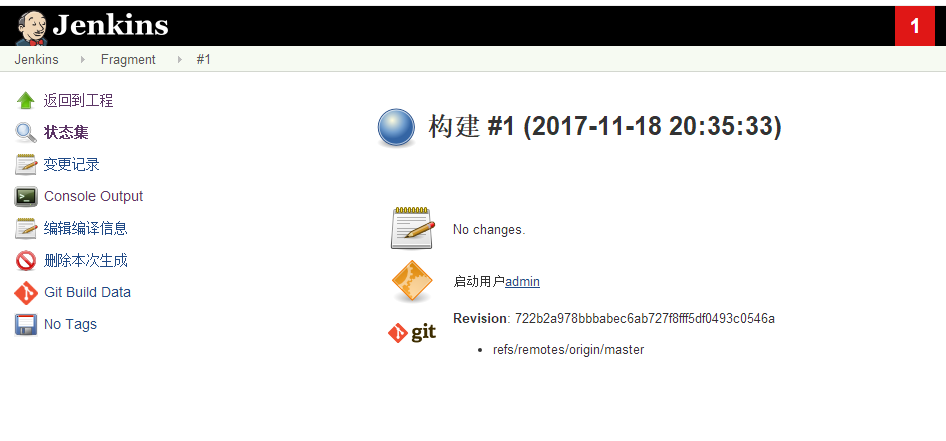 Jenkins
1
Jenkins Fragment #1
返回到工程
状态集
变更记录
Console Output
编辑编译信息
删除本次生成
Git Build Data
No Tags
构建 #1 (2017-11-18 20:35:33)
No changes.
启动用户admin
git
Revision: 722b2a978bbbabec6ab727f8fff5df0493c0546a
refs/remotes/origin/master